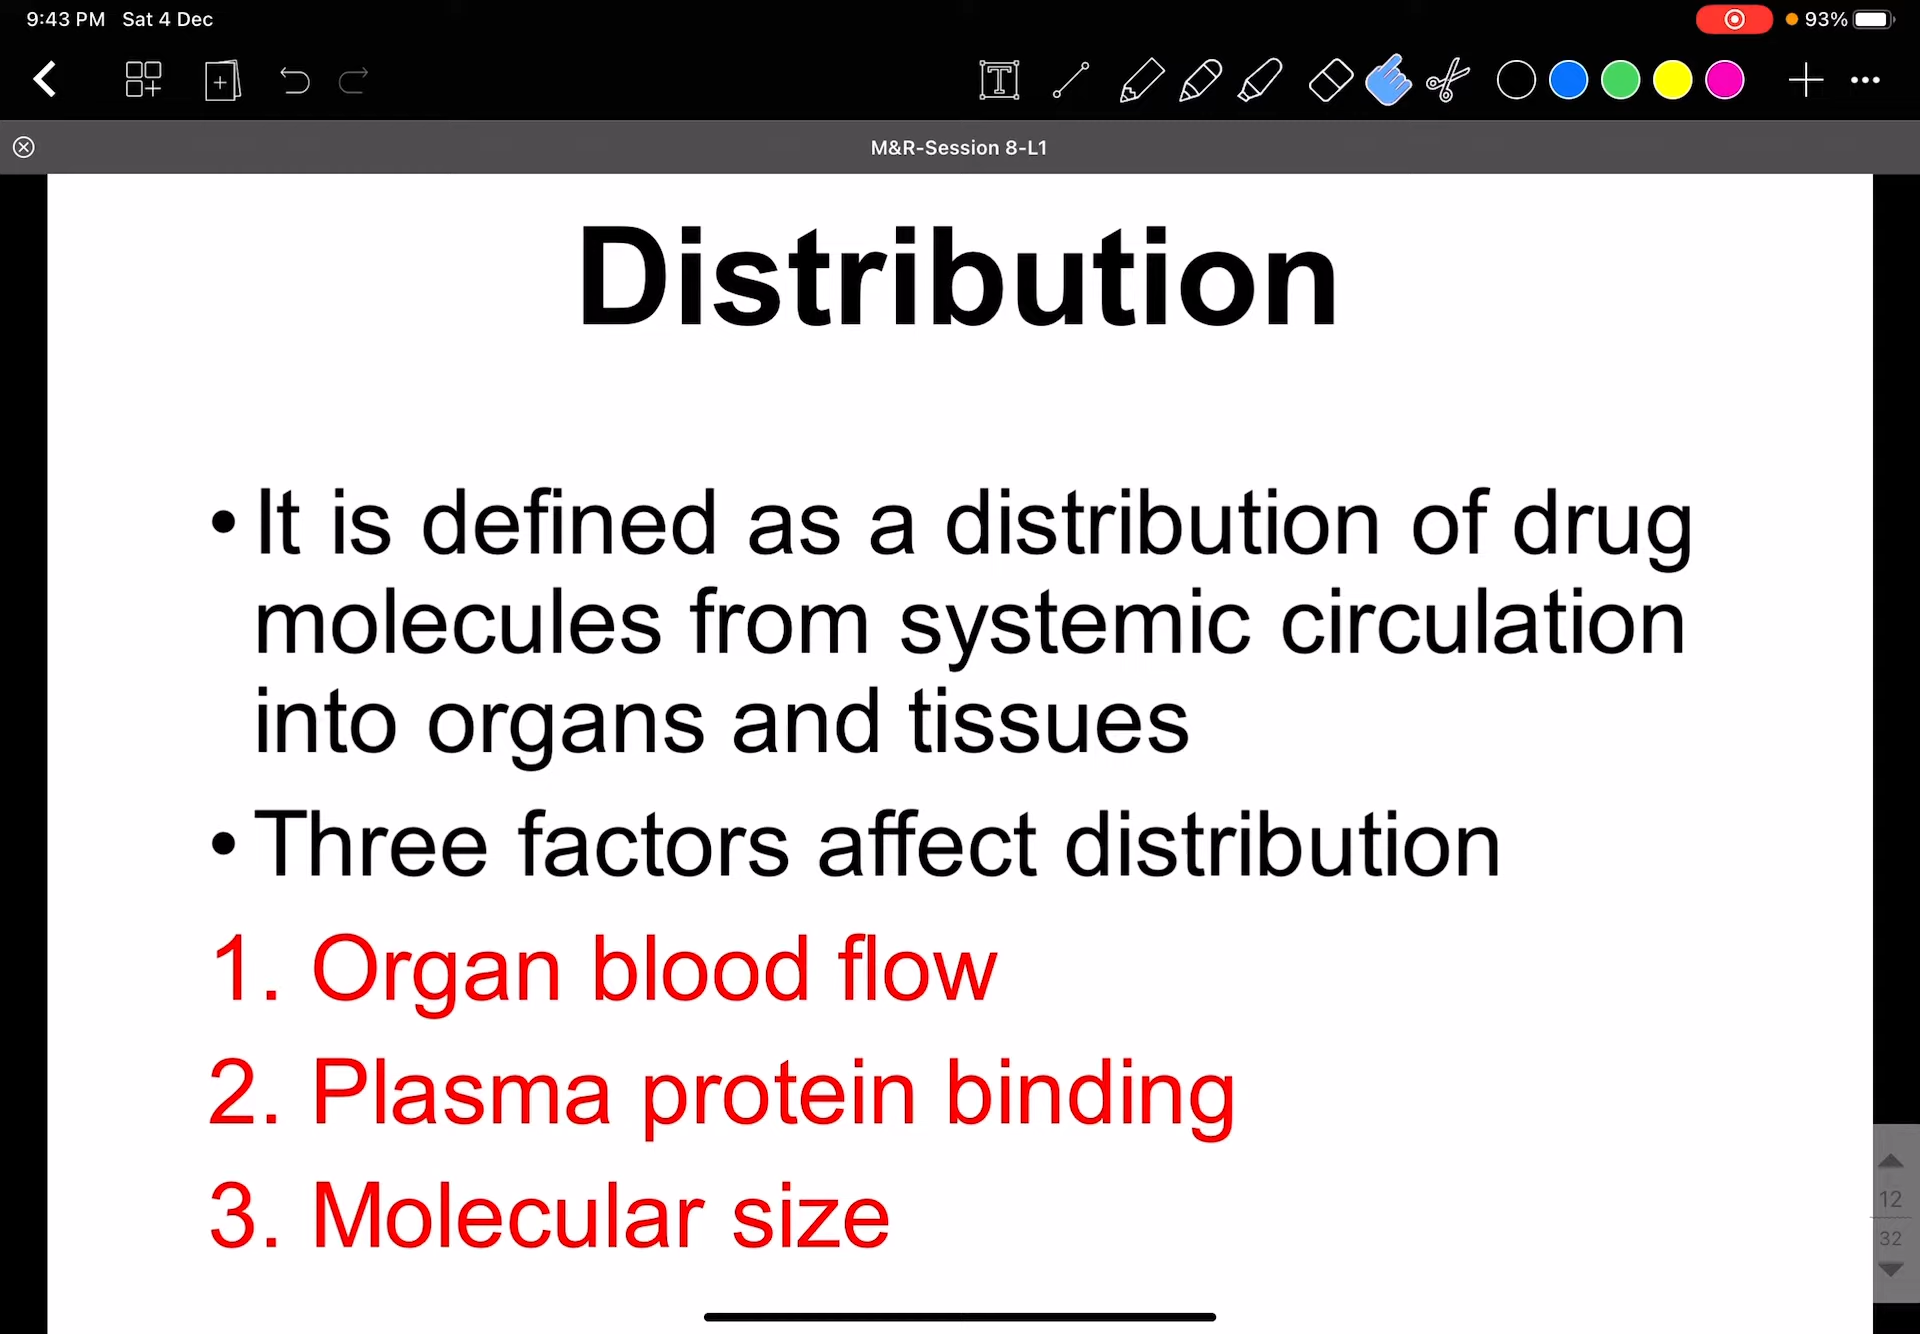 9:43 PM Sat 4 Dec
93%
T
M&R-Session 8-L1
Distribution
• It is defined as a distribution of drug
molecules from systemic circulation
into organs and tissues
• Three factors affect distribution
1. Organ blood flow
2. Plasma protein binding
3. Molecular size
12
32